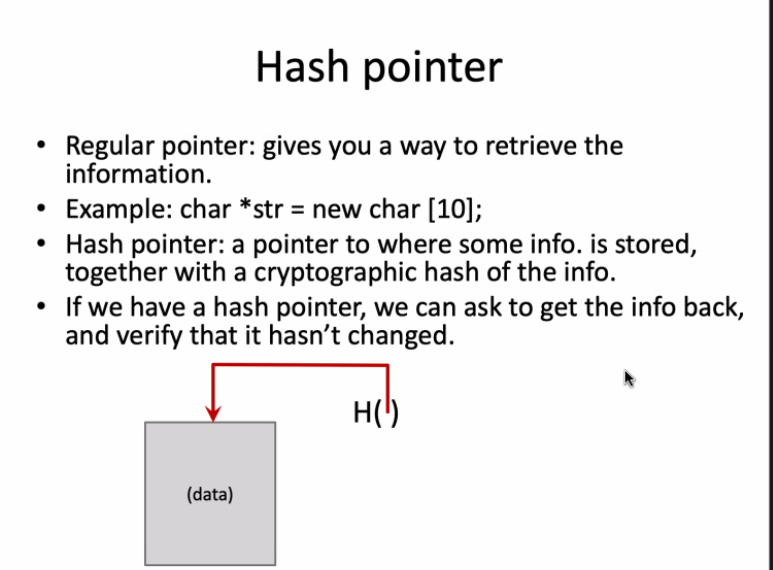 Hash pointer
• Regular pointer: gives you a way to retrieve the
information.
• Example: char *str = new char [10];
• Hash pointer: a pointer to where some info. is stored,
together with a cryptographic hash of the info.
• If we have a hash pointer, we can ask to get the info back,
and verify that it hasn't changed.
H( )
(data)